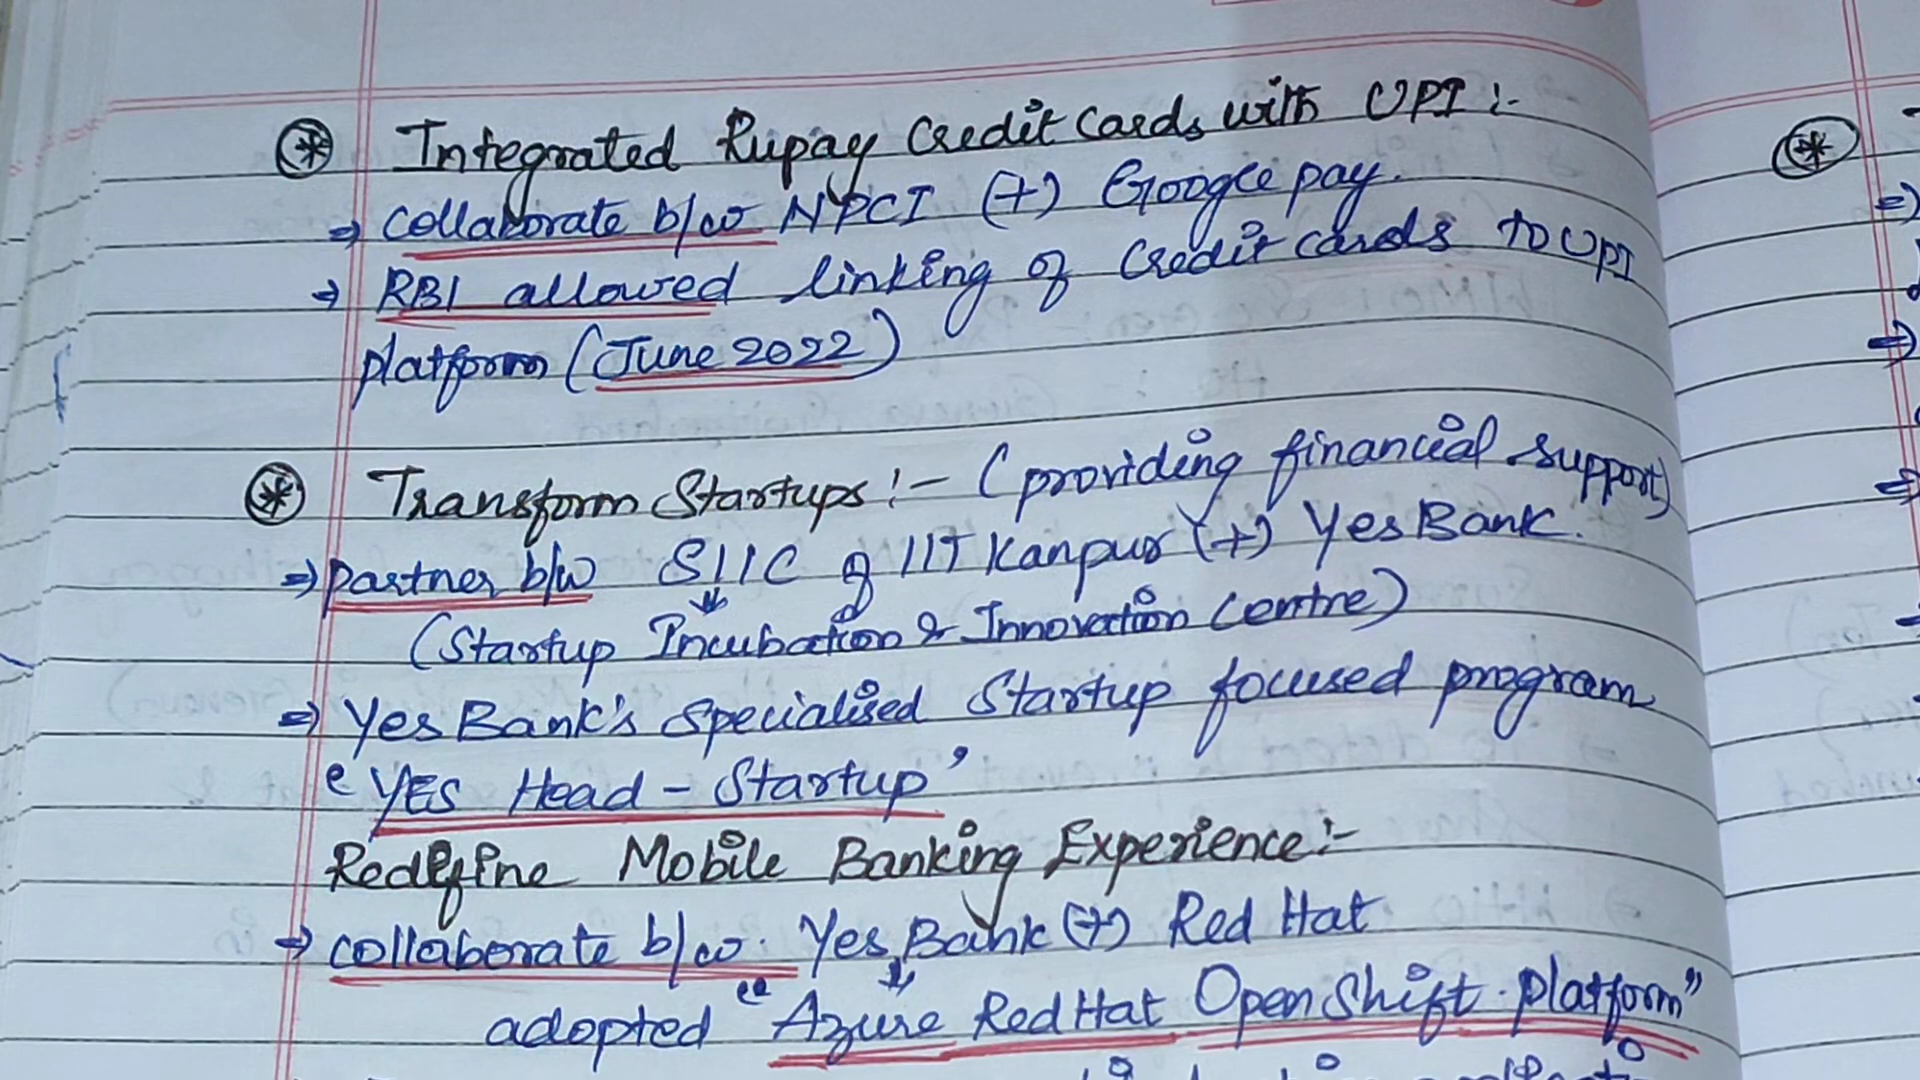 ⊛ Integrated Rupay Credit Cards with UPI :-
⇒ Collaborate b/w NPCI (+) Google pay.
⇒ RBI allowed linking of Credit cards to UPI
platform (June 2022)
⊛ Transform Startups :- (providing financial support)
⇒ partner b/w SIIC of IIT Kanpur (+) Yes Bank.
(Startup Incubation & Innovation Centre)
⇒ Yes Bank's Specialised Startup focused program
‘YES Head - Startup’
Redefine Mobile Banking Experience :-
⇒ collaborate b/w. Yes Bank (+) Red Hat
adopted “Azure Red Hat Open Shift platform”